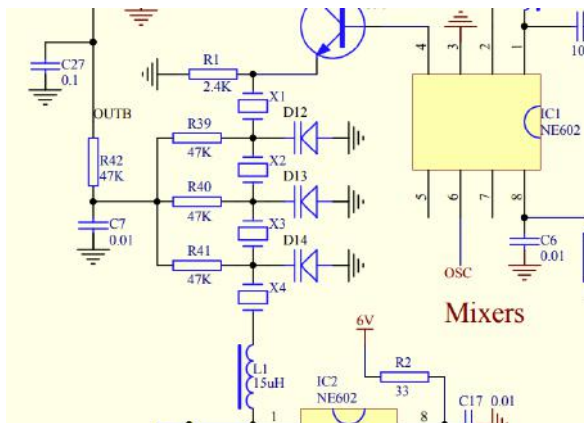 R1
2.4K
C27
0.1
X1
OUTB
R39
47K
D12
X2
R42
47K
R40
47K
D13
C7
0.01
X3
R41
47K
D14
X4
4
3
2
1
10
IC1
NE602
5
6
7
8
C6
0.01
OSC
Mixers
6V
L1
15uH
R2
33
IC2
NE602
1
8
C17 0.01